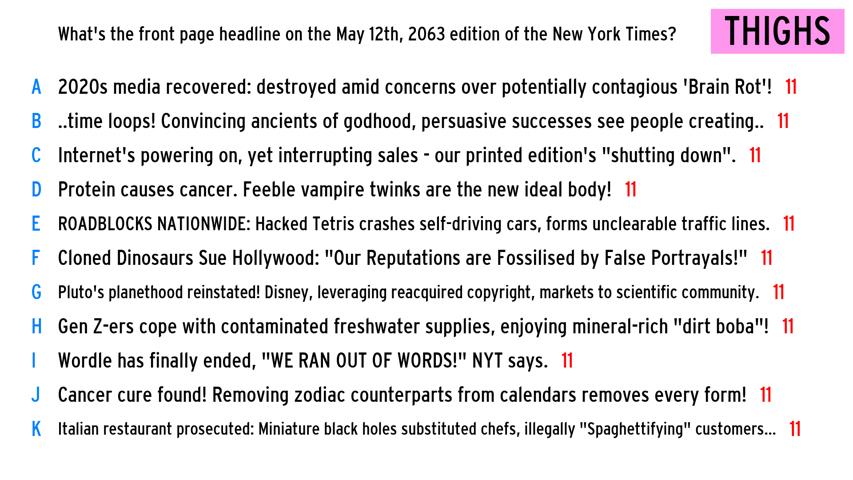 What's the front page headline on the May 12th, 2063 edition of the New York Times?
THIGHS
A 2020s media recovered: destroyed amid concerns over potentially contagious 'Brain Rot'! 11
B ..time loops! Convincing ancients of godhood, persuasive successes see people creating.. 11
C Internet's powering on, yet interrupting sales - our printed edition's "shutting down". 11
D Protein causes cancer. Feeble vampire twinks are the new ideal body! 11
E ROADBLOCKS NATIONWIDE: Hacked Tetris crashes self-driving cars, forms unclearable traffic lines. 11
F Cloned Dinosaurs Sue Hollywood: "Our Reputations are Fossilised by False Portrayals!" 11
G Pluto's planethood reinstated! Disney, leveraging reacquired copyright, markets to scientific community. 11
H Gen Z-ers cope with contaminated freshwater supplies, enjoying mineral-rich "dirt boba"! 11
I Wordle has finally ended, "WE RAN OUT OF WORDS!" NYT says. 11
J Cancer cure found! Removing zodiac counterparts from calendars removes every form! 11
K Italian restaurant prosecuted: Miniature black holes substituted chefs, illegally "Spaghettifying" customers... 11